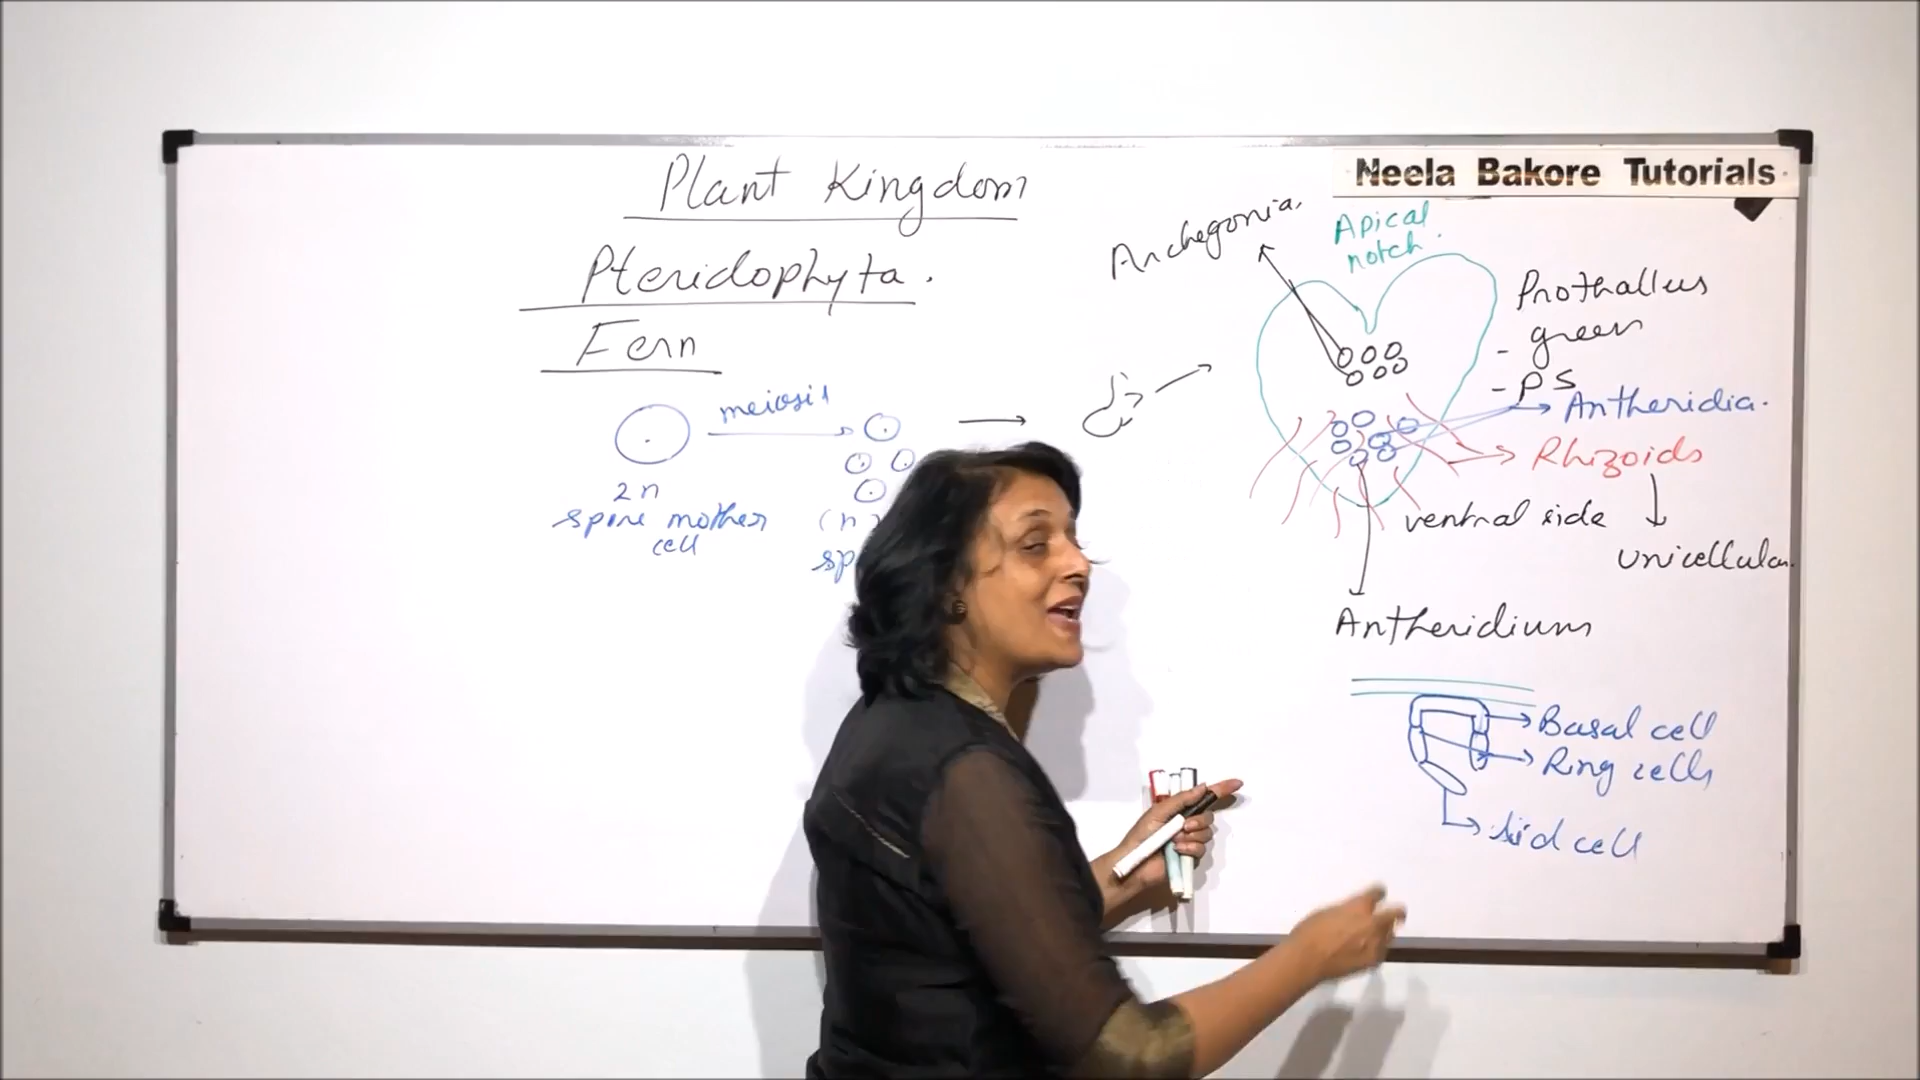 Plant Kingdom
Neela Bakore Tutorials
Pteridophyta.
Fern
Archegonia.
Apical
notch.
Prothallus
- green
- PS
Antheridia.
Rhizoids
unicellular.
ventral side
meiosis
2n
spore mother
cell
(n)
sp
Antheridium
Basal cell
Ring cells
Lid cell